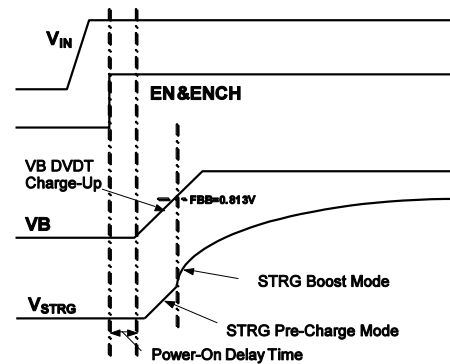 VIN
EN&ENCH
VB DVDT
Charge-Up
FBB=0.813V
VB
STRG Boost Mode
VSTRG
STRG Pre-Charge Mode
Power-On Delay Time